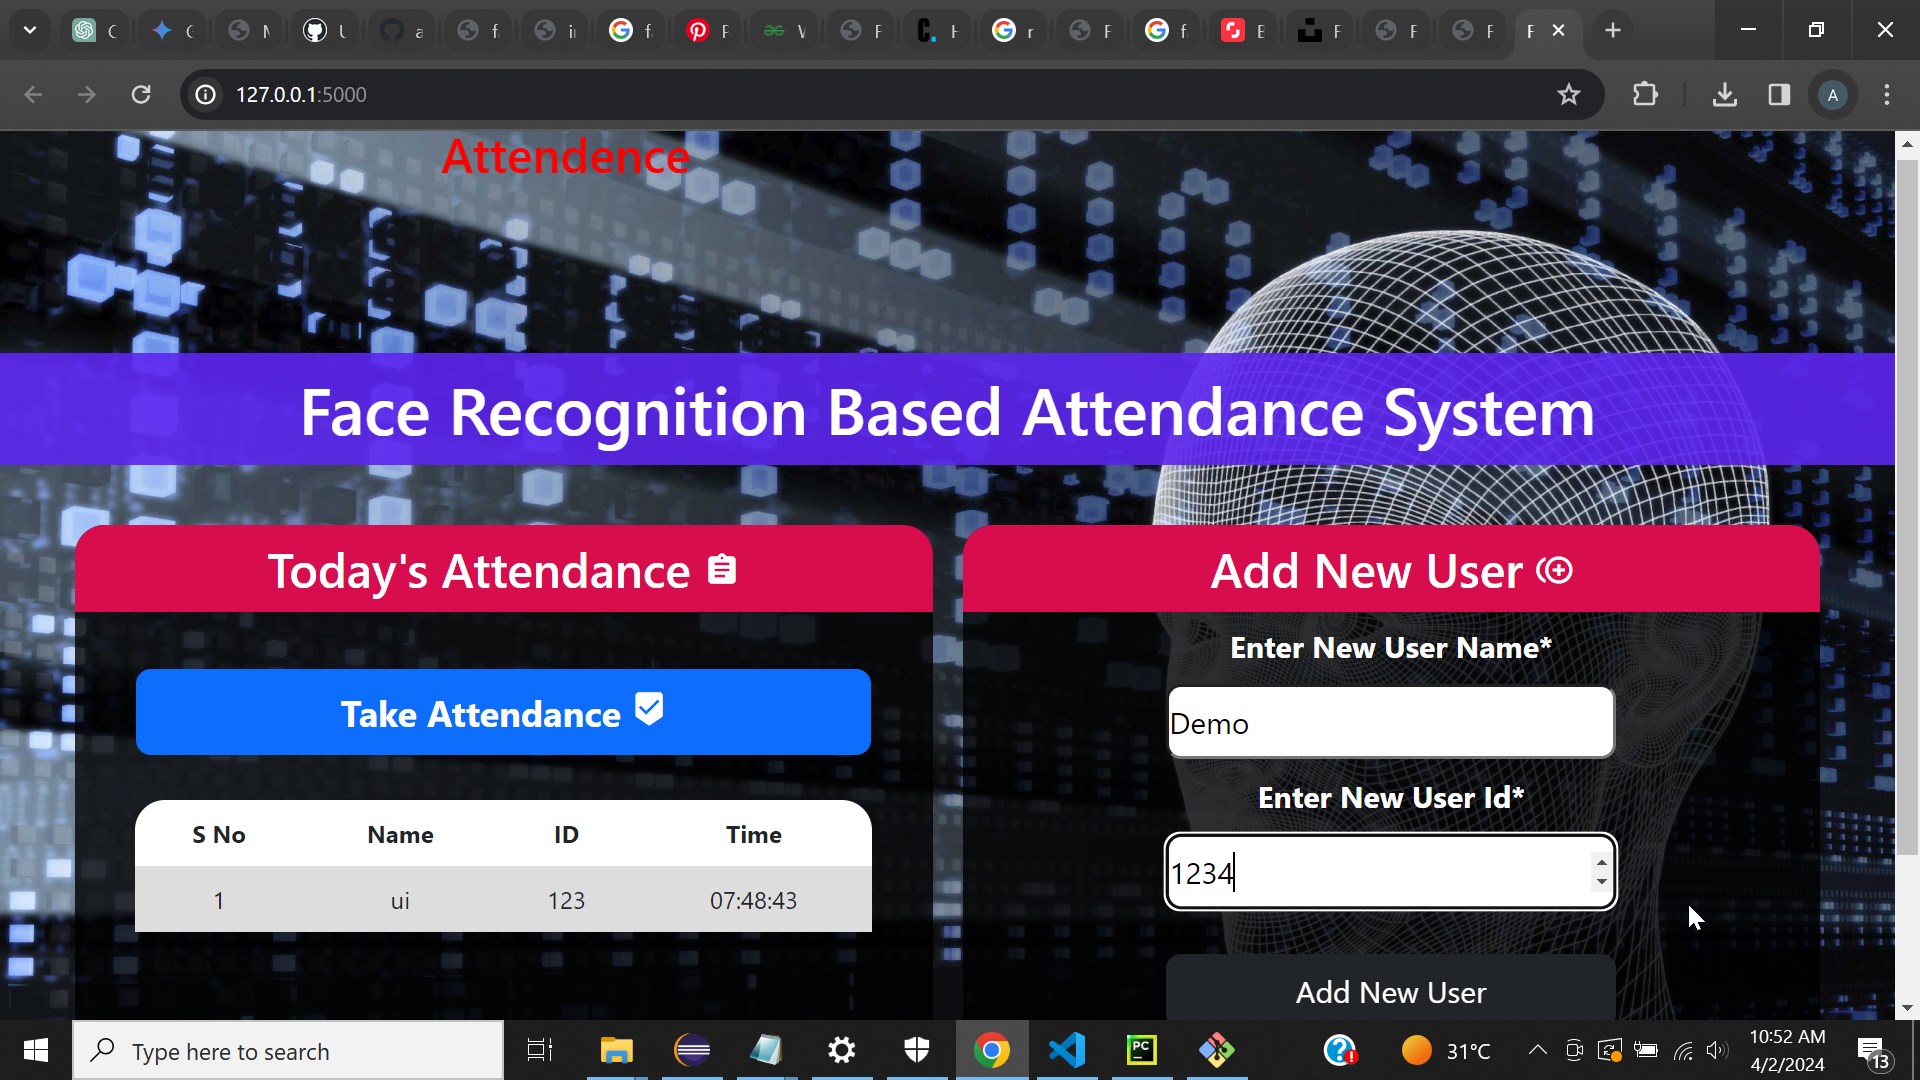 127.0.0.1:5000
Attendence
Face Recognition Based Attendance System
Today's Attendance
Take Attendance
S No Name ID Time
1 ui 123 07:48:43
Add New User
Enter New User Name*
Demo
Enter New User Id*
1234
Add New User
Type here to search
31°C
10:52 AM
4/2/2024
13